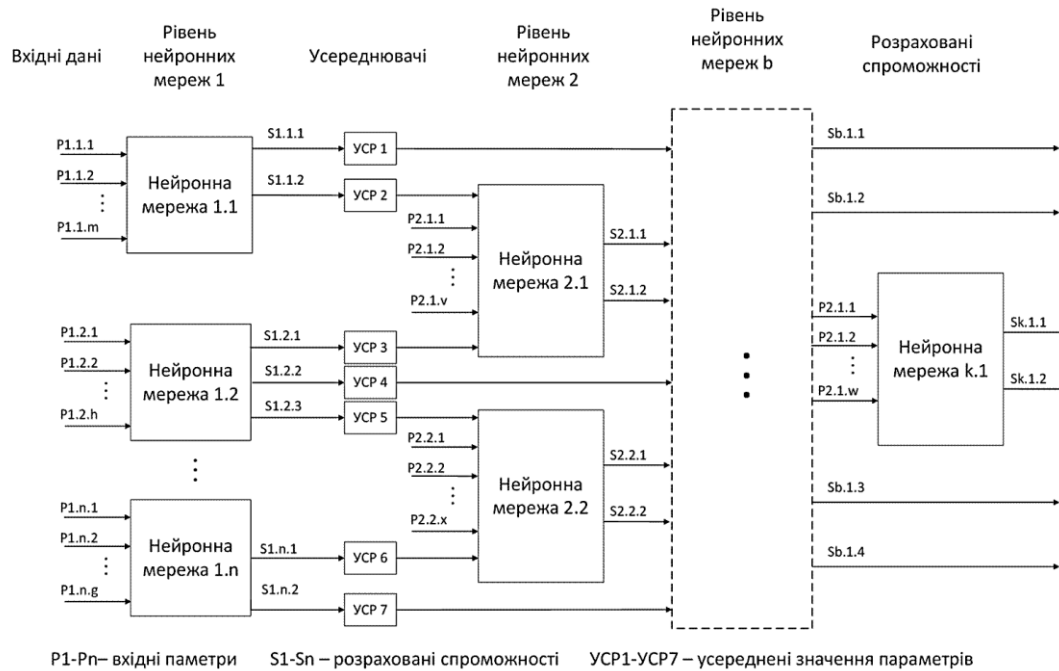 Вхідні дані
Рівень
нейронних
мереж 1
Усереднювачі
Рівень
нейронних
мереж 2
Рівень
нейронних
мереж b
Розраховані
спроможності
P1.1.1
P1.1.2
P1.1.m
Нейронна
мережа 1.1
S1.1.1
S1.1.2
УСР 1
УСР 2
P2.1.1
P2.1.2
P2.1.v
Нейронна
мережа 2.1
S2.1.1
S2.1.2
Sb.1.1
Sb.1.2
P1.2.1
P1.2.2
P1.2.h
Нейронна
мережа 1.2
S1.2.1
S1.2.2
S1.2.3
УСР 3
УСР 4
УСР 5
P2.1.1
P2.1.2
P2.1.w
Нейронна
мережа k.1
Sk.1.1
Sk.1.2
P2.2.1
P2.2.2
P2.2.x
Нейронна
мережа 2.2
S2.2.1
S2.2.2
Sb.1.3
Sb.1.4
P1.n.1
P1.n.2
P1.n.g
Нейронна
мережа 1.n
S1.n.1
S1.n.2
УСР 6
УСР 7
P1-Pn– вхідні паметри S1-Sn – розраховані спроможності УСР1-УСР7 – усереднені значення параметрів